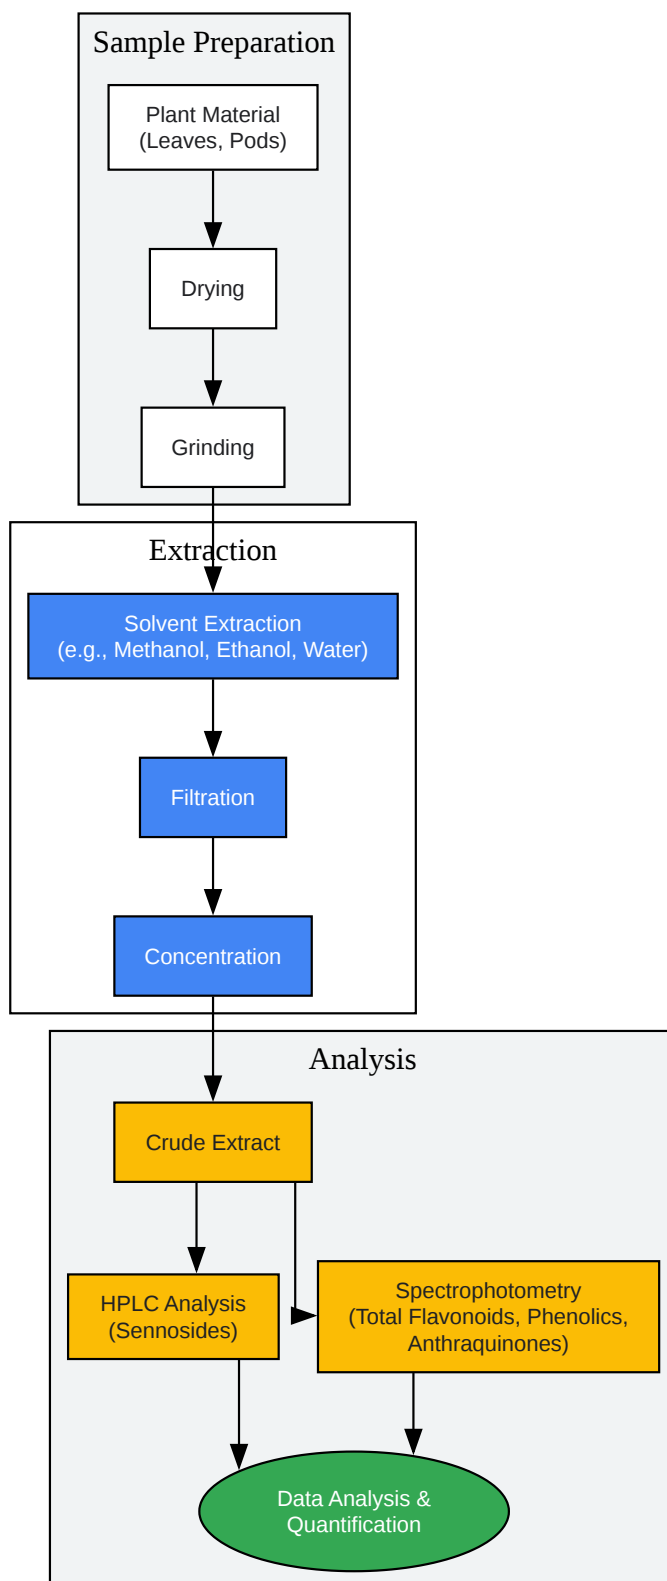 Sample Preparation
Plant Material
(Leaves, Pods)
Drying
Grinding
Extraction
Solvent Extraction
(e.g., Methanol, Ethanol, Water)
Filtration
Concentration
Analysis
Crude Extract
HPLC Analysis
(Sennosides)
Spectrophotometry
(Total Flavonoids, Phenolics,
Anthraquinones)
Data Analysis &
Quantification